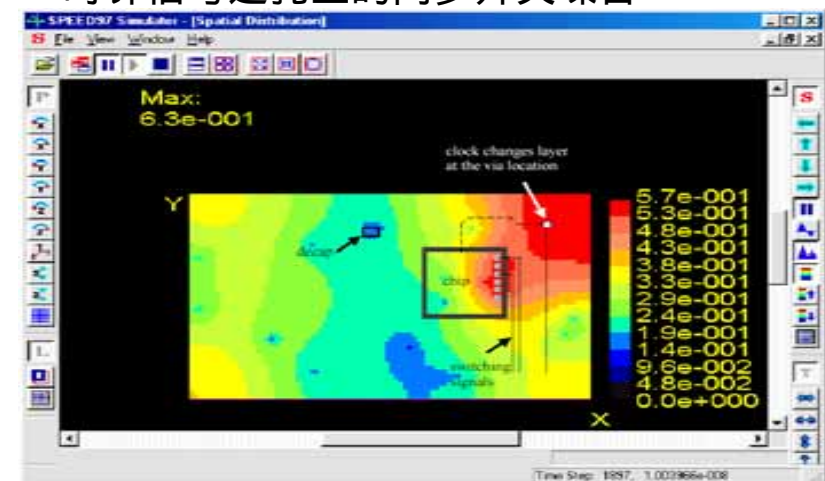 SPEED97 Simulator - [Spatial Distribution]
S File View Window Help
Max:
6.3e-001
clock changes layer
at the via location
Y
decap
chip
switching
signals
X
5.7e-001
5.3e-001
4.8e-001
4.3e-001
3.8e-001
3.3e-001
2.9e-001
2.4e-001
1.9e-001
1.4e-001
9.6e-002
4.8e-002
0.0e+000
P
L
S
T
Time Step: 1897, 1.003966e-008